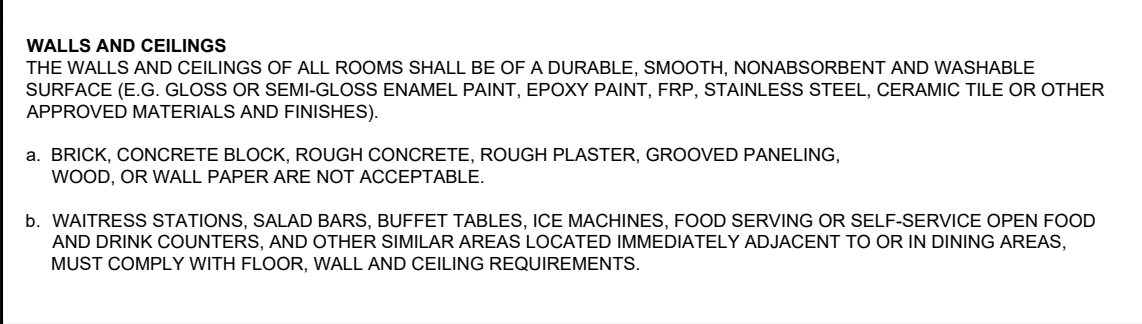 WALLS AND CEILINGS
THE WALLS AND CEILINGS OF ALL ROOMS SHALL BE OF A DURABLE, SMOOTH, NONABSORBENT AND WASHABLE
SURFACE (E.G. GLOSS OR SEMI-GLOSS ENAMEL PAINT, EPOXY PAINT, FRP, STAINLESS STEEL, CERAMIC TILE OR OTHER
APPROVED MATERIALS AND FINISHES).
a. BRICK, CONCRETE BLOCK, ROUGH CONCRETE, ROUGH PLASTER, GROOVED PANELING,
WOOD, OR WALL PAPER ARE NOT ACCEPTABLE.
b. WAITRESS STATIONS, SALAD BARS, BUFFET TABLES, ICE MACHINES, FOOD SERVING OR SELF-SERVICE OPEN FOOD
AND DRINK COUNTERS, AND OTHER SIMILAR AREAS LOCATED IMMEDIATELY ADJACENT TO OR IN DINING AREAS,
MUST COMPLY WITH FLOOR, WALL AND CEILING REQUIREMENTS.